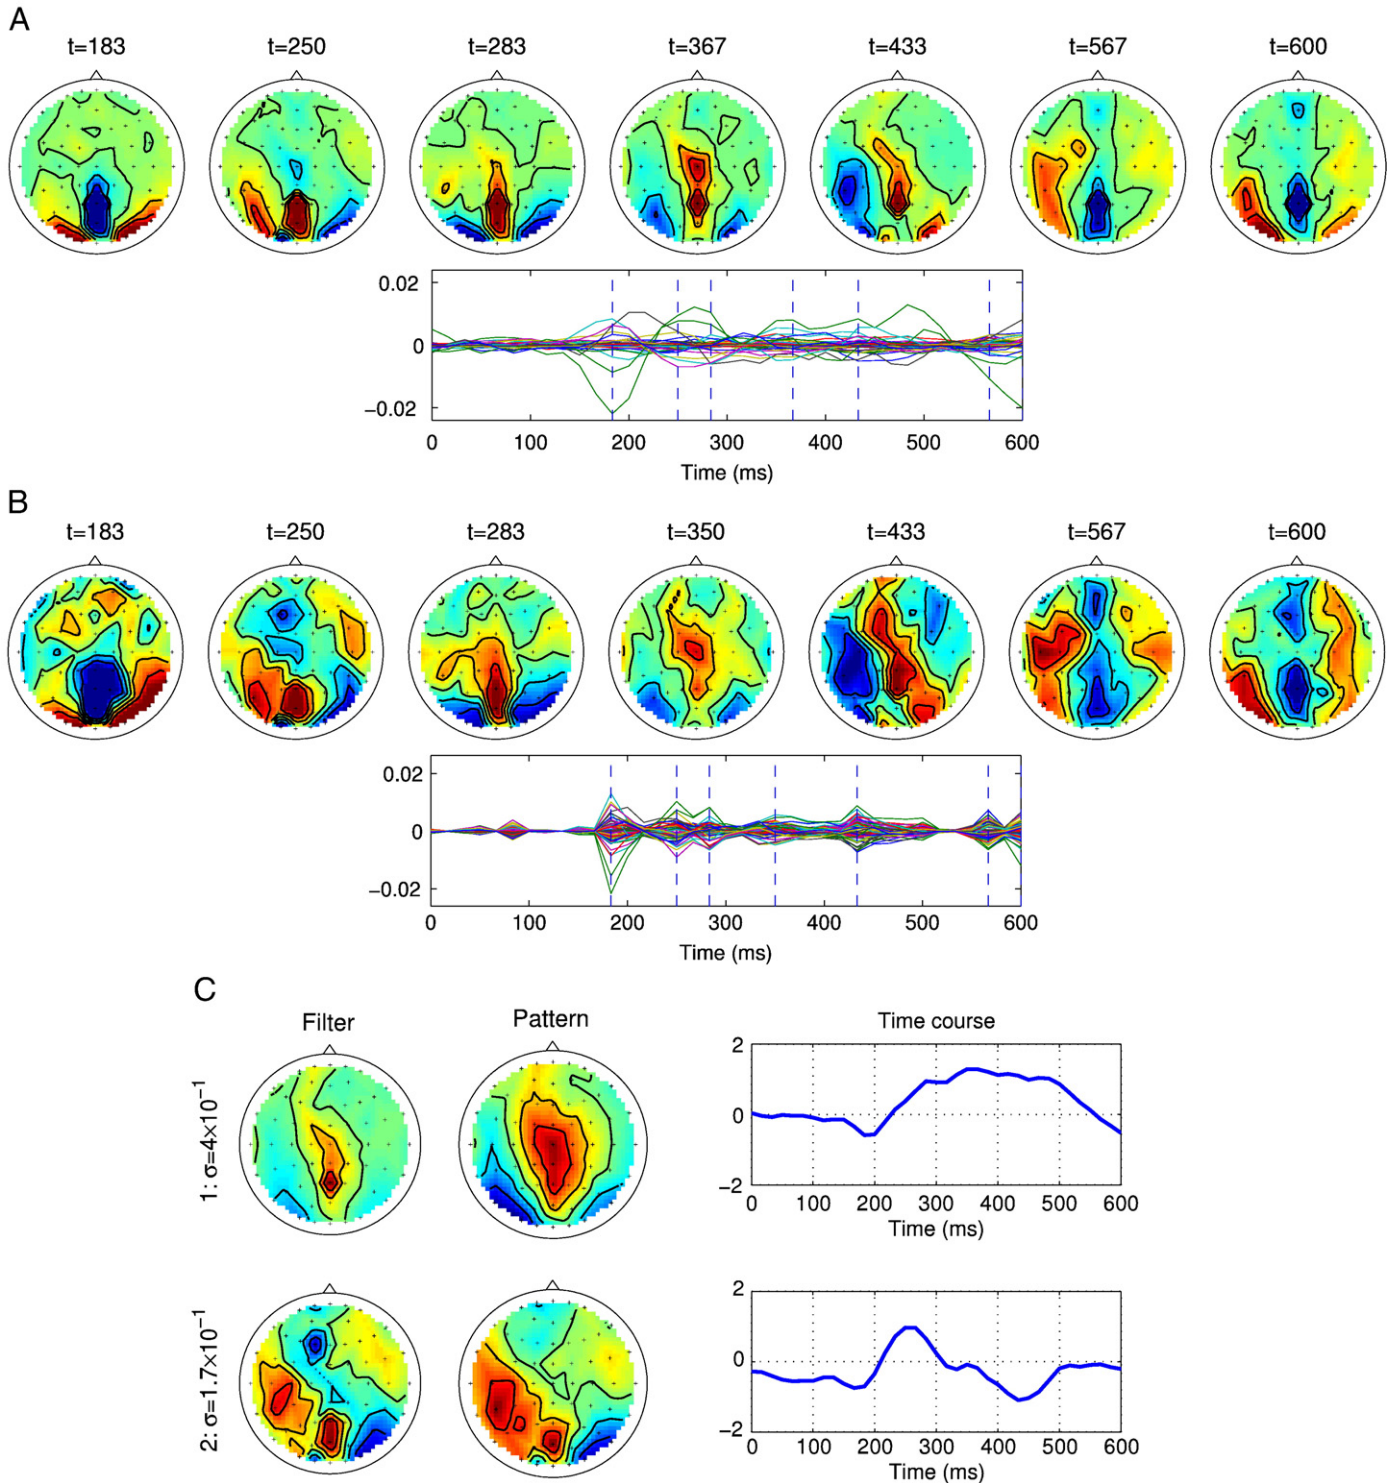 A
t=183 t=250 t=283 t=367 t=433 t=567 t=600
0.02
0
−0.02
0 100 200 300 400 500 600
Time (ms)
B
t=183 t=250 t=283 t=350 t=433 t=567 t=600
0.02
0
−0.02
0 100 200 300 400 500 600
Time (ms)
C
Filter Pattern Time course
1: σ=4×10⁻¹
2
0
−2
0 100 200 300 400 500 600
Time (ms)
2: σ=1.7×10⁻¹
2
0
−2
0 100 200 300 400 500 600
Time (ms)